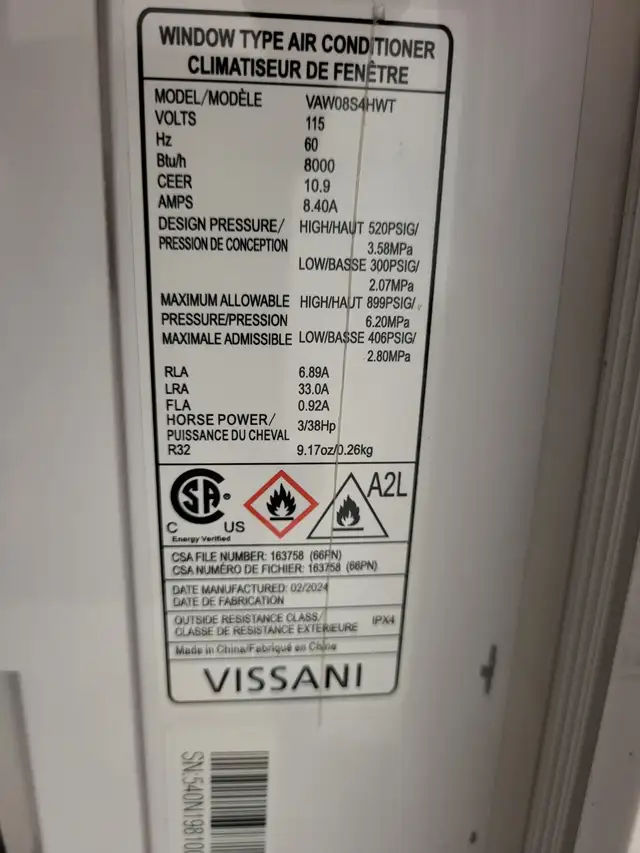 WINDOW TYPE AIR CONDITIONER
CLIMATISEUR DE FENÊTRE
MODEL/MODÈLE VAW08S4HWT
VOLTS 115
Hz 60
Btu/h 8000
CEER 10.9
AMPS 8.40A
DESIGN PRESSURE/ HIGH/HAUT 520PSIG/
PRESSION DE CONCEPTION 3.58MPa
LOW/BASSE 300PSIG/
2.07MPa
MAXIMUM ALLOWABLE HIGH/HAUT 899PSIG/
PRESSURE/PRESSION 6.20MPa
MAXIMALE ADMISSIBLE LOW/BASSE 406PSIG/
2.80MPa
RLA 6.89A
LRA 33.0A
FLA 0.92A
HORSE POWER/ 3/38Hp
PUISSANCE DU CHEVAL
R32 9.17oz/0.26kg
A2L
SA
C US
Energy Verified
CSA FILE NUMBER: 163758 (66PN)
CSA NUMÉRO DE FICHIER: 163758 (66PN)
DATE MANUFACTURED: 02/2024
DATE DE FABRICATION
OUTSIDE RESISTANCE CLASS/ IPX4
CLASSE DE RESISTANCE EXTERIEURE
Made in China/Fabriqué en Chine
VISSANI
SN:540N198100